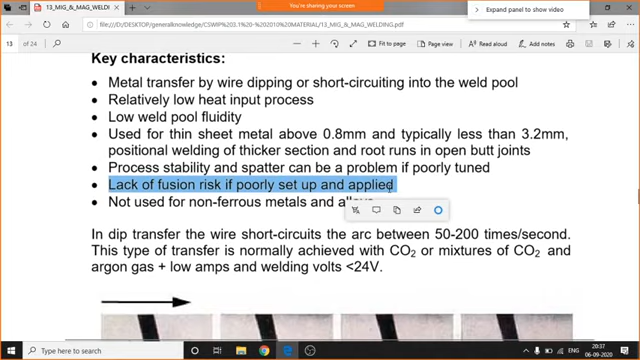 13_MIG_&_MAG_WELDING.pdf
You're sharing your screen
Expand panel to show video
file:///D:/DESKTOP/generalknowledge/CSWIP%203.1%20-%202010%20MATERIAL/13_MIG_&_MAG_WELDING.pdf
13 of 24
Fit to page
Page view
Read aloud
Add notes
Key characteristics:
• Metal transfer by wire dipping or short-circuiting into the weld pool
• Relatively low heat input process
• Low weld pool fluidity
• Used for thin sheet metal above 0.8mm and typically less than 3.2mm,
positional welding of thicker section and root runs in open butt joints
• Process stability and spatter can be a problem if poorly tuned
• Lack of fusion risk if poorly set up and applied
• Not used for non-ferrous metals and alloys
In dip transfer the wire short-circuits the arc between 50-200 times/second.
This type of transfer is normally achieved with CO2 or mixtures of CO2 and
argon gas + low amps and welding volts <24V.
Type here to search
ENG
20:37
06-09-2020